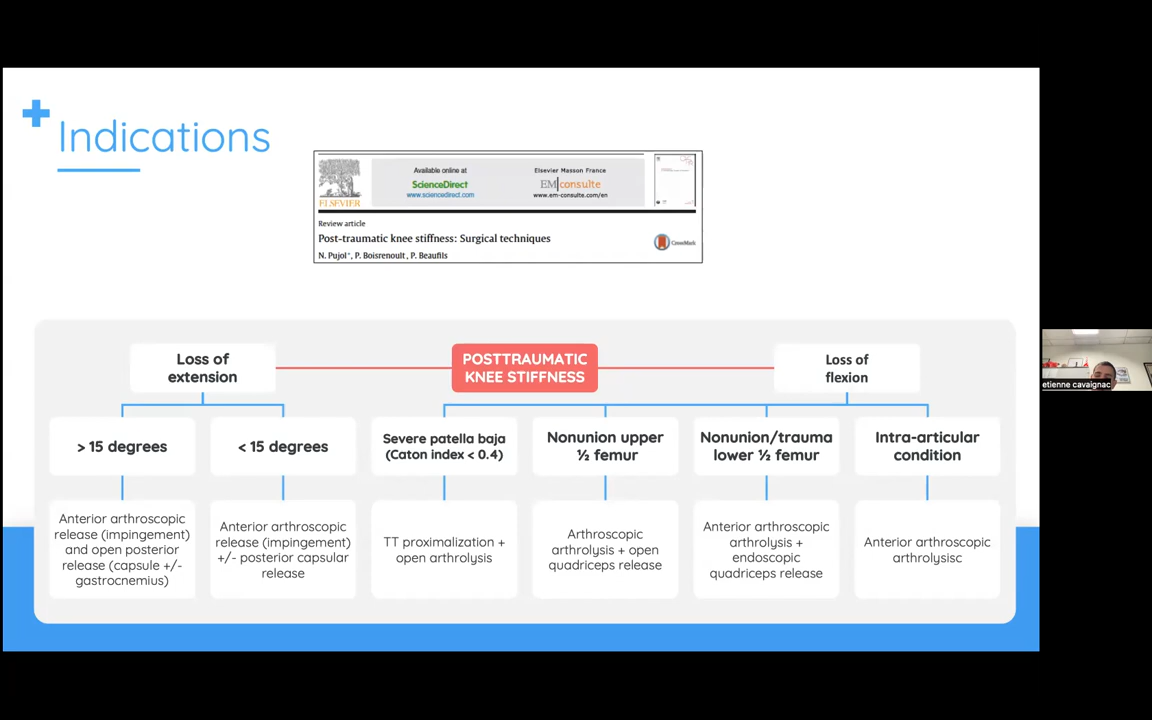 Indications
Available online at
ScienceDirect
www.sciencedirect.com
Elsevier Masson France
EM|consulte
www.em-consulte.com/en
ELSEVIER
Review article
Post-traumatic knee stiffness: Surgical techniques
N. Pujol*, P. Boisrenoult, P. Beaufils
CrossMark
Loss of
extension
POSTTRAUMATIC
KNEE STIFFNESS
Loss of
flexion
> 15 degrees
< 15 degrees
Severe patella baja
(Caton index < 0.4)
Nonunion upper
½ femur
Nonunion/trauma
lower ½ femur
Intra-articular
condition
Anterior arthroscopic
release (impingement)
and open posterior
release (capsule +/-
gastrocnemius)
Anterior arthroscopic
release (impingement)
+/- posterior capsular
release
TT proximalization +
open arthrolysis
Arthroscopic
arthrolysis + open
quadriceps release
Anterior arthroscopic
arthrolysis +
endoscopic
quadriceps release
Anterior arthroscopic
arthrolysisc
etienne cavaignac